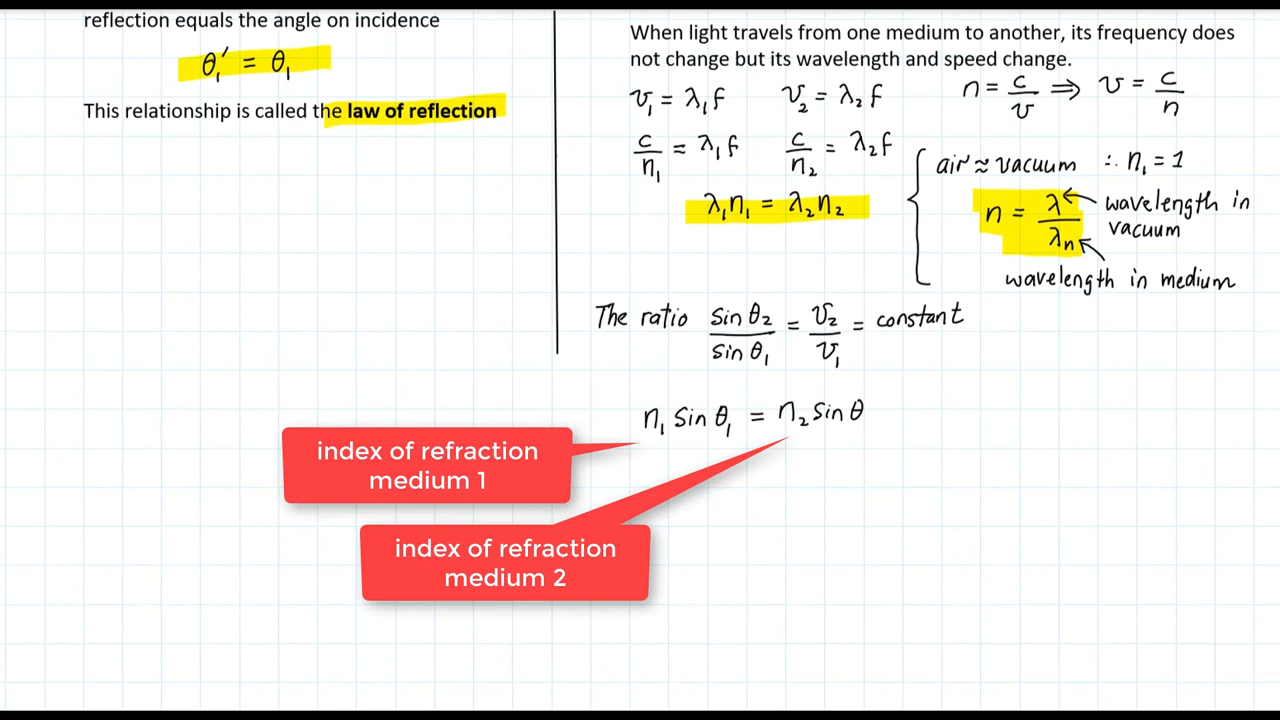 reflection equals the angle on incidence
θ₁′ = θ₁
This relationship is called the law of reflection
When light travels from one medium to another, its frequency does
not change but its wavelength and speed change.
v₁ = λ₁f   v₂ = λ₂f   n = c/v ⇒ v = c/n
c/n₁ = λ₁f   c/n₂ = λ₂f
λ₁n₁ = λ₂n₂
air ≈ vacuum ∴ n₁ = 1
n = λ/λₙ
wavelength in
vacuum
wavelength in medium
The ratio sin θ₂/sin θ₁ = v₂/v₁ = constant
n₁ sin θ₁ = n₂ sin θ
index of refraction
medium 1
index of refraction
medium 2